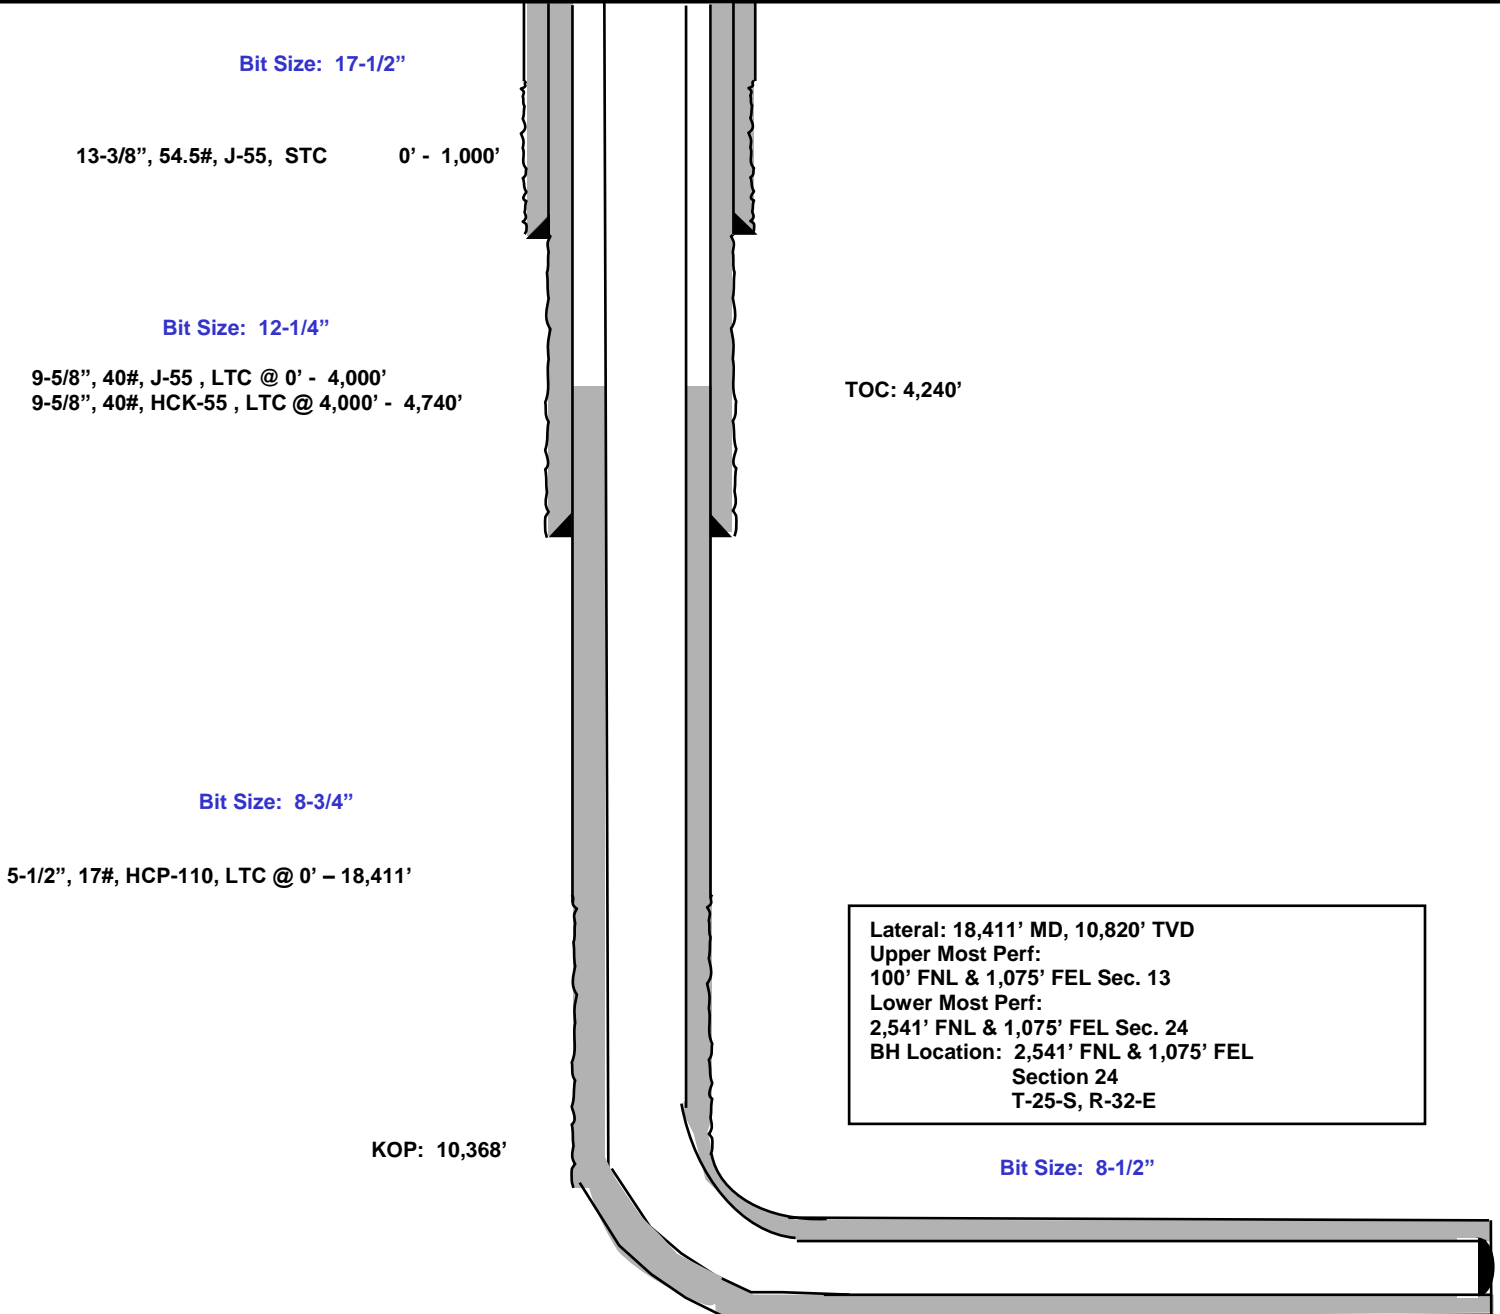 Bit Size: 17-1/2”
13-3/8”, 54.5#, J-55, STC 0’ - 1,000’
Bit Size: 12-1/4”
9-5/8”, 40#, J-55 , LTC @ 0’ - 4,000’
9-5/8”, 40#, HCK-55 , LTC @ 4,000’ - 4,740’
TOC: 4,240’
Bit Size: 8-3/4”
5-1/2”, 17#, HCP-110, LTC @ 0’ – 18,411’
Lateral: 18,411’ MD, 10,820’ TVD
Upper Most Perf:
100’ FNL & 1,075’ FEL Sec. 13
Lower Most Perf:
2,541’ FNL & 1,075’ FEL Sec. 24
BH Location: 2,541’ FNL & 1,075’ FEL
Section 24
T-25-S, R-32-E
KOP: 10,368’
Bit Size: 8-1/2”